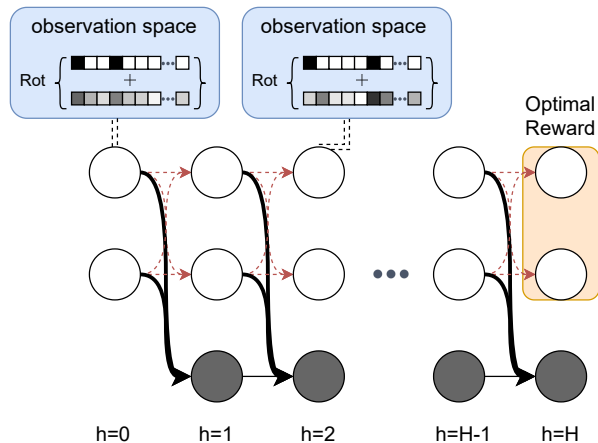 observation space
Rot
+
observation space
Rot
+
Optimal
Reward
h=0
h=1
h=2
h=H-1
h=H